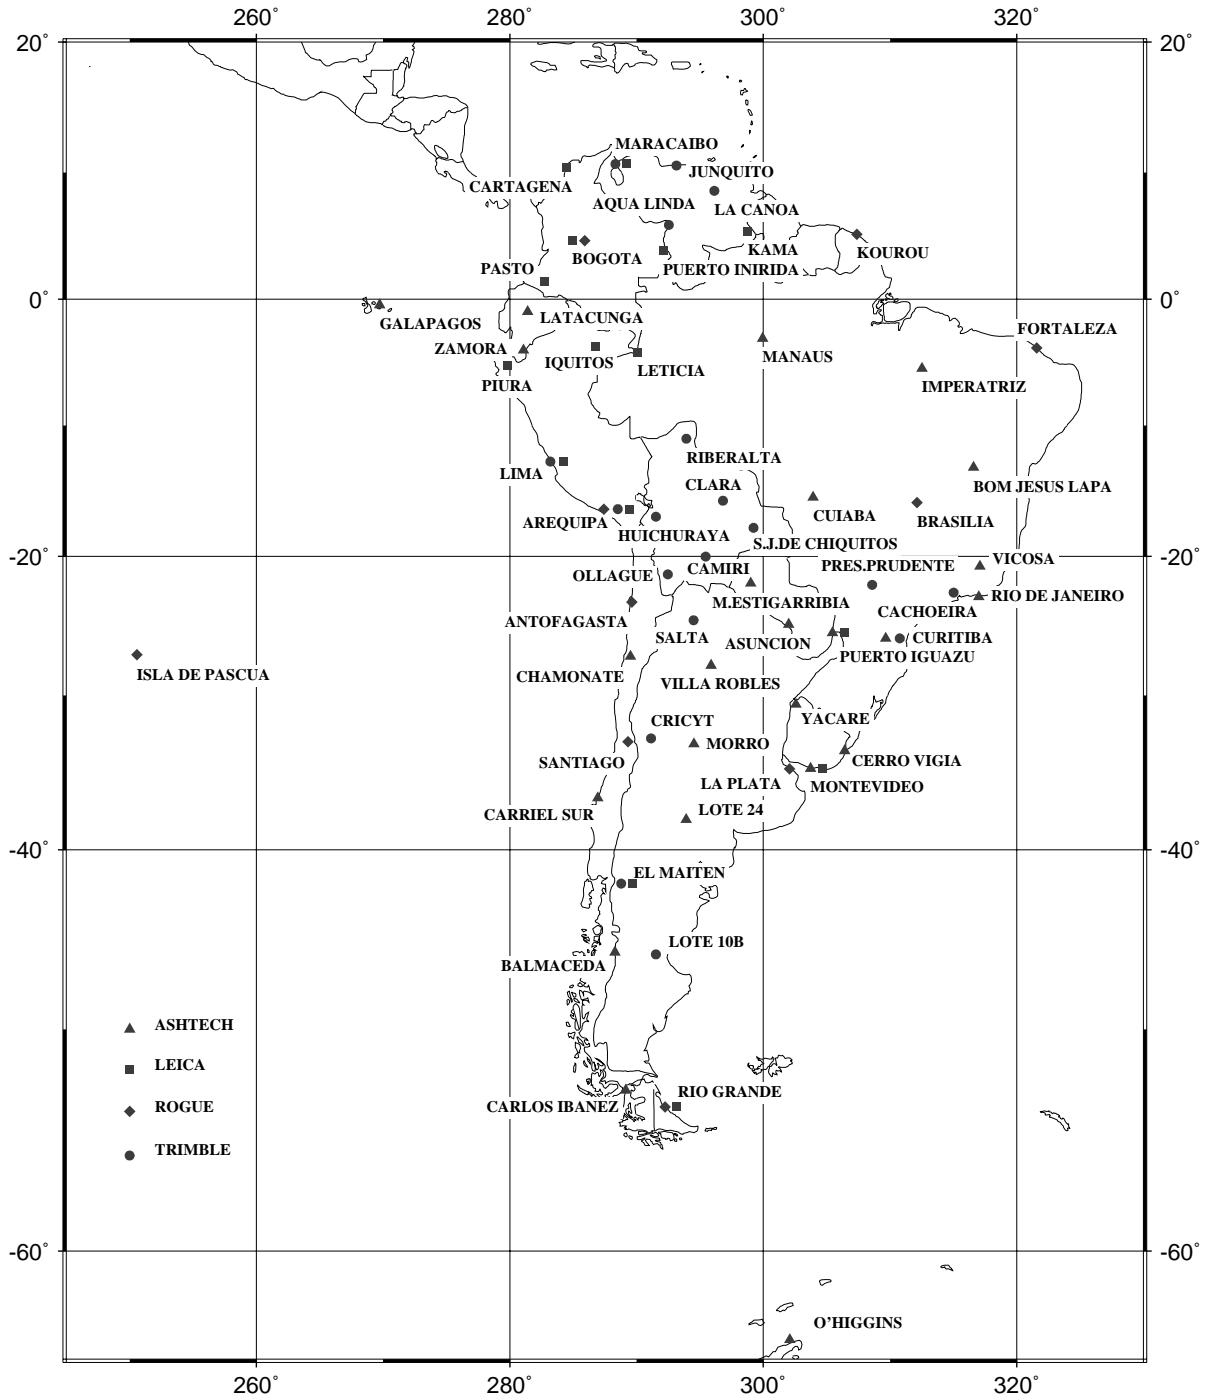 260° 280° 300° 320°
20° 20°
MARACAIBO
JUNQUITO
CARTAGENA
AQUA LINDA
LA CANOA
KAMA
KOUROU
BOGOTA
PASTO
PUERTO INIRIDA
0° 0°
GALAPAGOS
LATACUNGA
FORTALEZA
ZAMORA
IQUITOS
MANAUS
LETICIA
PIURA
IMPERATRIZ
RIBERALTA
LIMA
CLARA
BOM JESUS LAPA
CUIABA
AREQUIPA
BRASILIA
HUICHURAYA
S.J.DE CHIQUITOS
-20° -20°
VICOSA
PRES.PRUDENTE
CAMIRI
OLLAGUE
RIO DE JANEIRO
M.ESTIGARRIBIA
CACHOEIRA
ANTOFAGASTA
SALTA
ASUNCION
CURITIBA
PUERTO IGUAZU
ISLA DE PASCUA
CHAMONATE
VILLA ROBLES
YACARE
CRICYT
MORRO
SANTIAGO
CERRO VIGIA
LA PLATA
MONTEVIDEO
LOTE 24
CARRIEL SUR
-40° -40°
EL MAITEN
LOTE 10B
BALMACEDA
ASHTECH
LEICA
RIO GRANDE
ROGUE
CARLOS IBANEZ
TRIMBLE
-60° -60°
O'HIGGINS
260° 280° 300° 320°